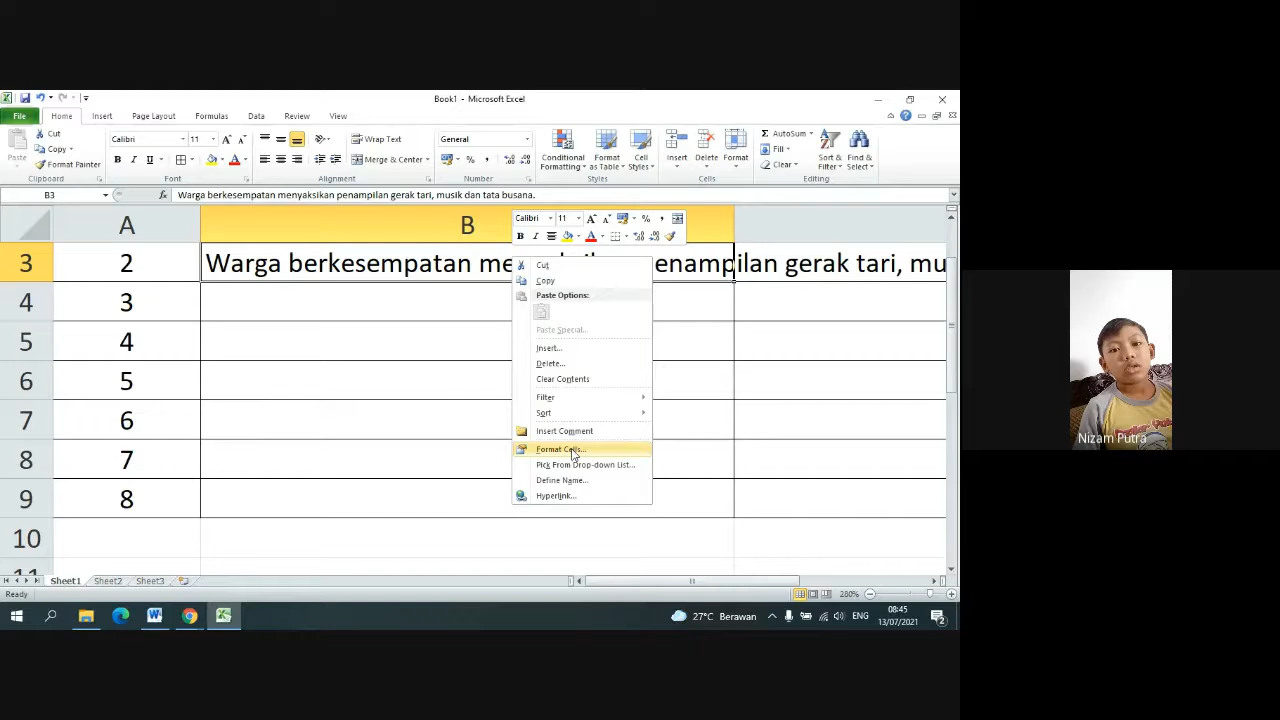 Book1 - Microsoft Excel
File Home Insert Page Layout Formulas Data Review View
Cut
Copy
Format Painter
Paste
Clipboard
Calibri 11
B I U
Font
Wrap Text
Merge & Center
Alignment
General
%
Number
Conditional Formatting
Format as Table
Cell Styles
Styles
Insert Delete Format
Cells
AutoSum
Fill
Clear
Sort & Filter
Find & Select
Editing
B3 fx Warga berkesempatan menyaksikan penampilan gerak tari, musik dan tata busana.
A B
Calibri 11
B I
3 2 Warga berkesempatan me enampilan gerak tari, mu
4 3
5 4
6 5
7 6
8 7
9 8
10
11
Cut
Copy
Paste Options:
Paste Special...
Insert...
Delete...
Clear Contents
Filter
Sort
Insert Comment
Format Cells...
Pick From Drop-down List...
Define Name...
Hyperlink...
Nizam Putra
Sheet1 Sheet2 Sheet3
Ready 280%
27°C Berawan ENG 08:45
13/07/2021 2